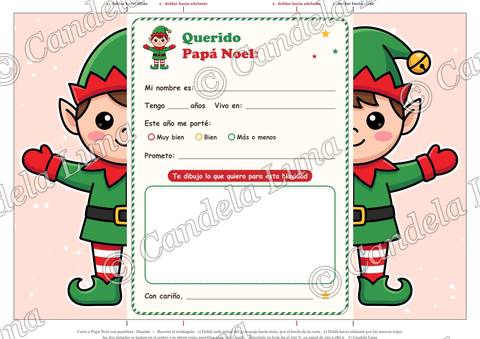 2 - doblar hacia adelante
2 - doblar hacia adelante
Querido
Papá Noel:
Mi nombre es:
Tengo años Vivo en:
Este año me porté:
Muy bien Bien Más o menos
Prometo:
Te dibujo lo que quiero para esta Navidad
Con cariño,
© Candela Luna